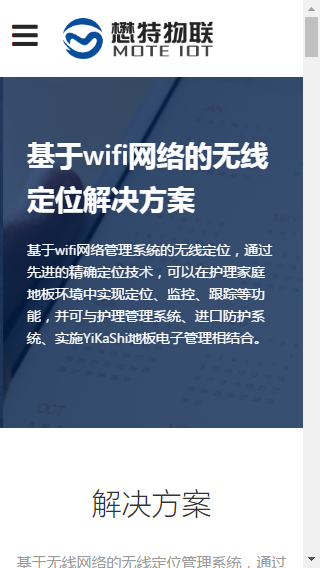 懋特物联
MOTE IOT
基于wifi网络的无线
定位解决方案
基于wifi网络管理系统的无线定位，通过
先进的精确定位技术，可以在护理家庭
地板环境中实现定位、监控、跟踪等功
能，并可与护理管理系统、进口防护系
统、实施YiKaShi地板电子管理相结合。
解决方案
基于无线网络的无线定位管理系统，通过